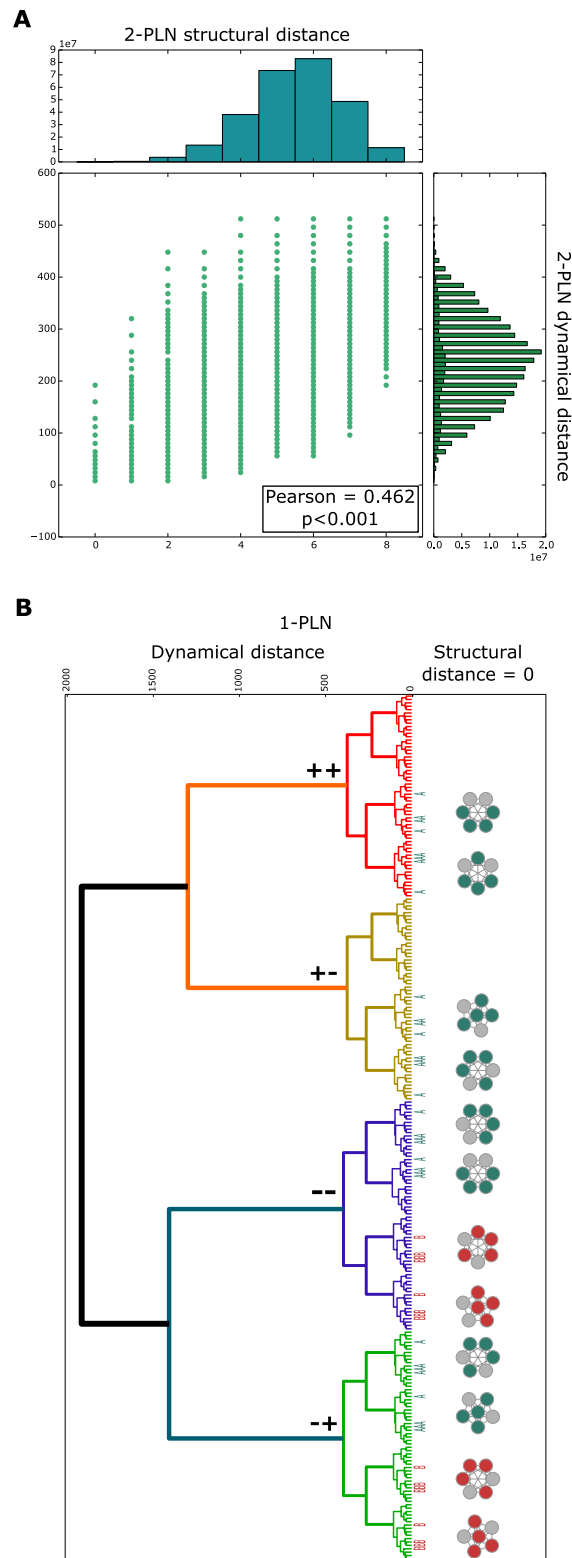 A
2-PLN structural distance
1e7
9
8
7
6
5
4
3
2
1
0
600
500
400
300
200
100
0
−100
0 2 4 6 8
Pearson = 0.462
p<0.001
2-PLN dynamical distance
0.0 0.5 1.0 1.5 2.0
1e7
B
1-PLN
Dynamical distance
Structural
distance = 0
2000 1500 1000 500 0
++
+-
--
-+